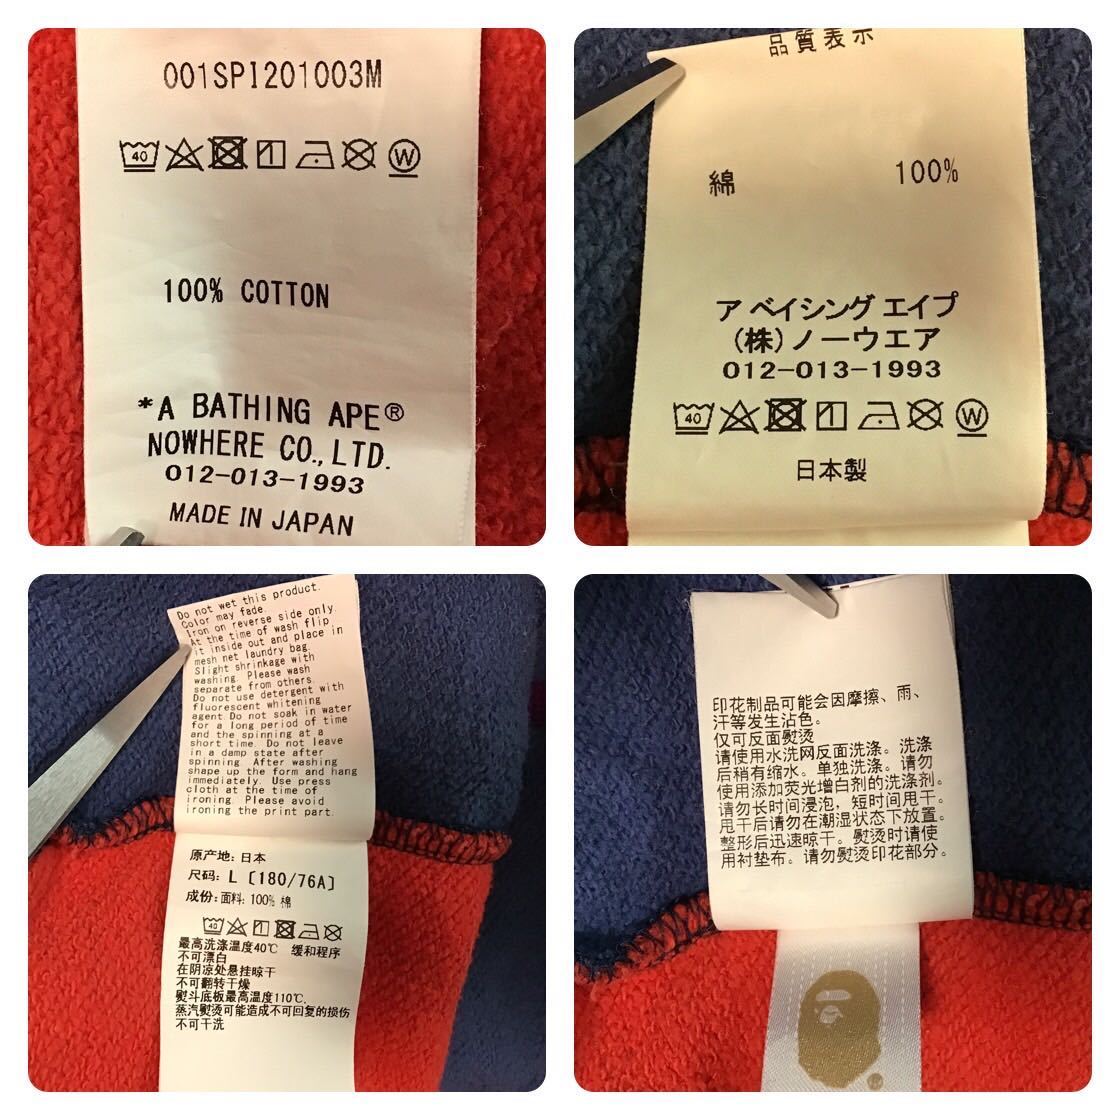 001SPI201003M
40
W
100% COTTON
*A BATHING APE®
NOWHERE CO., LTD.
012-013-1993
MADE IN JAPAN
品質表示
綿 100%
ア ベイシング エイプ
(株)ノーウエア
012-013-1993
40
W
日本製
Do not wet this product.
Color may fade.
Iron on reverse side only.
At the time of wash flip
it inside out and place in
mesh net laundry bag.
Slight shrinkage with
washing. Please wash
separate from others.
Do not use detergent with
fluorescent whitening
agent Do not soak in water
for a long period of time
and the spinning at a
short time. Do not leave
in a damp state after
spinning. After washing
shape up the form and hang
immediately. Use press
cloth at the time of
ironing. Please avoid
ironing the print part.
原产地: 日本
尺码: L [180/76A]
成份: 面料: 100% 棉
40
最高洗涤温度40℃ 缓和程序
不可漂白
在阴凉处悬挂晾干
不可翻转干燥
熨斗底板最高温度110℃,
蒸汽熨烫可能造成不可回复的损伤
不可干洗
印花制品可能会因摩擦、雨、
汗等发生沾色。
仅可反面熨烫
请使用水洗网反面洗涤。洗涤
后稍有缩水。单独洗涤。请勿
使用添加荧光增白剂的洗涤剂。
请勿长时间浸泡,短时间甩干。
甩干后请勿在潮湿状态下放置。
整形后迅速晾干。熨烫时请使
用衬垫布。请勿熨烫印花部分。
®